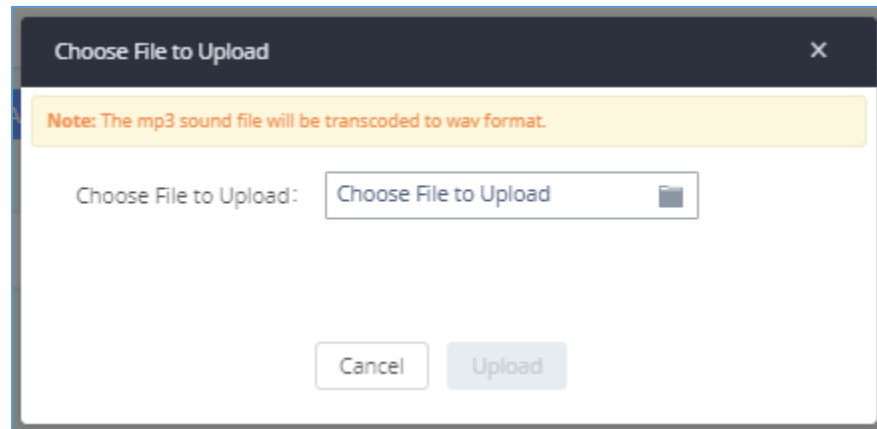 Choose File to Upload
Note: The mp3 sound file will be transcoded to wav format.
Choose File to Upload: Choose File to Upload
Cancel Upload